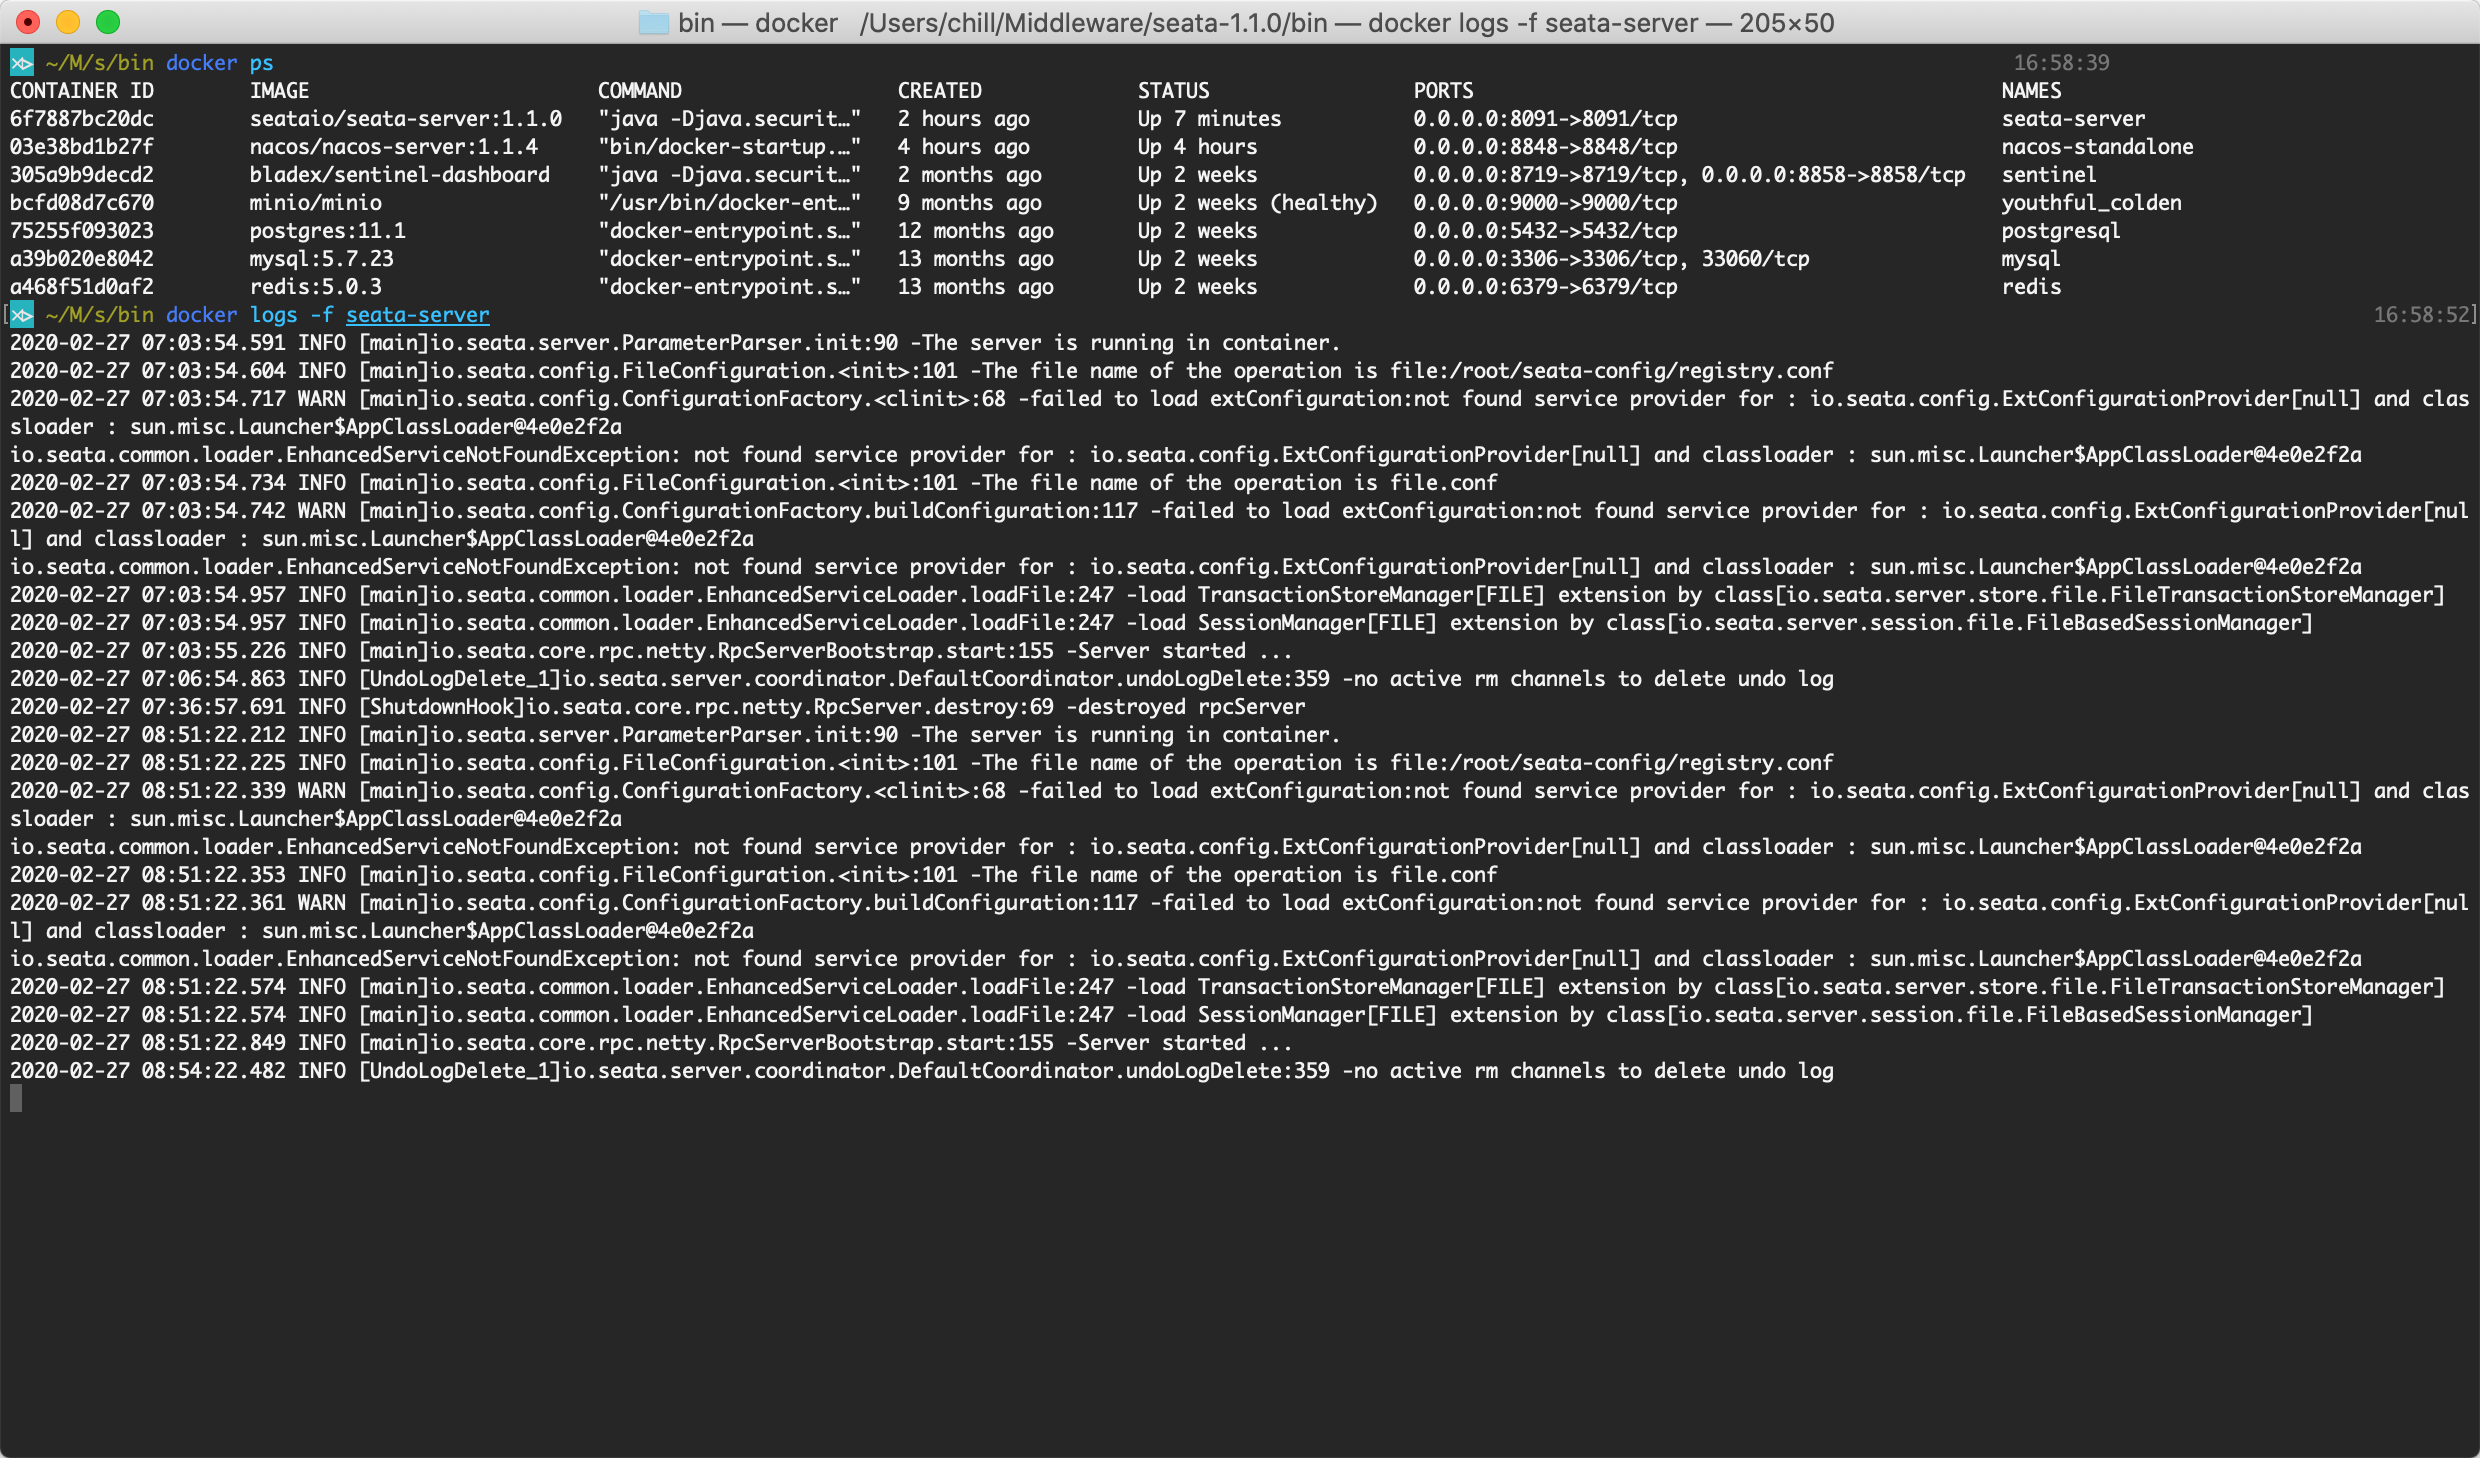 bin — docker   /Users/chill/Middleware/seata-1.1.0/bin — docker logs -f seata-server — 205×50
~/M/s/bin docker ps 16:58:39
CONTAINER ID        IMAGE                        COMMAND                  CREATED             STATUS                 PORTS                                            NAMES
6f7887bc20dc        seataio/seata-server:1.1.0   "java -Djava.securit…"   2 hours ago         Up 7 minutes           0.0.0.0:8091->8091/tcp                           seata-server
03e38bd1b27f        nacos/nacos-server:1.1.4     "bin/docker-startup.…"   4 hours ago         Up 4 hours             0.0.0.0:8848->8848/tcp                           nacos-standalone
305a9b9decd2        bladex/sentinel-dashboard    "java -Djava.securit…"   2 months ago        Up 2 weeks             0.0.0.0:8719->8719/tcp, 0.0.0.0:8858->8858/tcp   sentinel
bcfd08d7c670        minio/minio                  "/usr/bin/docker-ent…"   9 months ago        Up 2 weeks (healthy)   0.0.0.0:9000->9000/tcp                           youthful_colden
75255f093023        postgres:11.1                "docker-entrypoint.s…"   12 months ago       Up 2 weeks             0.0.0.0:5432->5432/tcp                           postgresql
a39b020e8042        mysql:5.7.23                 "docker-entrypoint.s…"   13 months ago       Up 2 weeks             0.0.0.0:3306->3306/tcp, 33060/tcp                mysql
a468f51d0af2        redis:5.0.3                  "docker-entrypoint.s…"   13 months ago       Up 2 weeks             0.0.0.0:6379->6379/tcp                           redis
[ ~/M/s/bin docker logs -f seata-server 16:58:52]
2020-02-27 07:03:54.591 INFO [main]io.seata.server.ParameterParser.init:90 -The server is running in container.
2020-02-27 07:03:54.604 INFO [main]io.seata.config.FileConfiguration.<init>:101 -The file name of the operation is file:/root/seata-config/registry.conf
2020-02-27 07:03:54.717 WARN [main]io.seata.config.ConfigurationFactory.<clinit>:68 -failed to load extConfiguration:not found service provider for : io.seata.config.ExtConfigurationProvider[null] and clas
sloader : sun.misc.Launcher$AppClassLoader@4e0e2f2a
io.seata.common.loader.EnhancedServiceNotFoundException: not found service provider for : io.seata.config.ExtConfigurationProvider[null] and classloader : sun.misc.Launcher$AppClassLoader@4e0e2f2a
2020-02-27 07:03:54.734 INFO [main]io.seata.config.FileConfiguration.<init>:101 -The file name of the operation is file.conf
2020-02-27 07:03:54.742 WARN [main]io.seata.config.ConfigurationFactory.buildConfiguration:117 -failed to load extConfiguration:not found service provider for : io.seata.config.ExtConfigurationProvider[nul
l] and classloader : sun.misc.Launcher$AppClassLoader@4e0e2f2a
io.seata.common.loader.EnhancedServiceNotFoundException: not found service provider for : io.seata.config.ExtConfigurationProvider[null] and classloader : sun.misc.Launcher$AppClassLoader@4e0e2f2a
2020-02-27 07:03:54.957 INFO [main]io.seata.common.loader.EnhancedServiceLoader.loadFile:247 -load TransactionStoreManager[FILE] extension by class[io.seata.server.store.file.FileTransactionStoreManager]
2020-02-27 07:03:54.957 INFO [main]io.seata.common.loader.EnhancedServiceLoader.loadFile:247 -load SessionManager[FILE] extension by class[io.seata.server.session.file.FileBasedSessionManager]
2020-02-27 07:03:55.226 INFO [main]io.seata.core.rpc.netty.RpcServerBootstrap.start:155 -Server started ...
2020-02-27 07:06:54.863 INFO [UndoLogDelete_1]io.seata.server.coordinator.DefaultCoordinator.undoLogDelete:359 -no active rm channels to delete undo log
2020-02-27 07:36:57.691 INFO [ShutdownHook]io.seata.core.rpc.netty.RpcServer.destroy:69 -destroyed rpcServer
2020-02-27 08:51:22.212 INFO [main]io.seata.server.ParameterParser.init:90 -The server is running in container.
2020-02-27 08:51:22.225 INFO [main]io.seata.config.FileConfiguration.<init>:101 -The file name of the operation is file:/root/seata-config/registry.conf
2020-02-27 08:51:22.339 WARN [main]io.seata.config.ConfigurationFactory.<clinit>:68 -failed to load extConfiguration:not found service provider for : io.seata.config.ExtConfigurationProvider[null] and clas
sloader : sun.misc.Launcher$AppClassLoader@4e0e2f2a
io.seata.common.loader.EnhancedServiceNotFoundException: not found service provider for : io.seata.config.ExtConfigurationProvider[null] and classloader : sun.misc.Launcher$AppClassLoader@4e0e2f2a
2020-02-27 08:51:22.353 INFO [main]io.seata.config.FileConfiguration.<init>:101 -The file name of the operation is file.conf
2020-02-27 08:51:22.361 WARN [main]io.seata.config.ConfigurationFactory.buildConfiguration:117 -failed to load extConfiguration:not found service provider for : io.seata.config.ExtConfigurationProvider[nul
l] and classloader : sun.misc.Launcher$AppClassLoader@4e0e2f2a
io.seata.common.loader.EnhancedServiceNotFoundException: not found service provider for : io.seata.config.ExtConfigurationProvider[null] and classloader : sun.misc.Launcher$AppClassLoader@4e0e2f2a
2020-02-27 08:51:22.574 INFO [main]io.seata.common.loader.EnhancedServiceLoader.loadFile:247 -load TransactionStoreManager[FILE] extension by class[io.seata.server.store.file.FileTransactionStoreManager]
2020-02-27 08:51:22.574 INFO [main]io.seata.common.loader.EnhancedServiceLoader.loadFile:247 -load SessionManager[FILE] extension by class[io.seata.server.session.file.FileBasedSessionManager]
2020-02-27 08:51:22.849 INFO [main]io.seata.core.rpc.netty.RpcServerBootstrap.start:155 -Server started ...
2020-02-27 08:54:22.482 INFO [UndoLogDelete_1]io.seata.server.coordinator.DefaultCoordinator.undoLogDelete:359 -no active rm channels to delete undo log